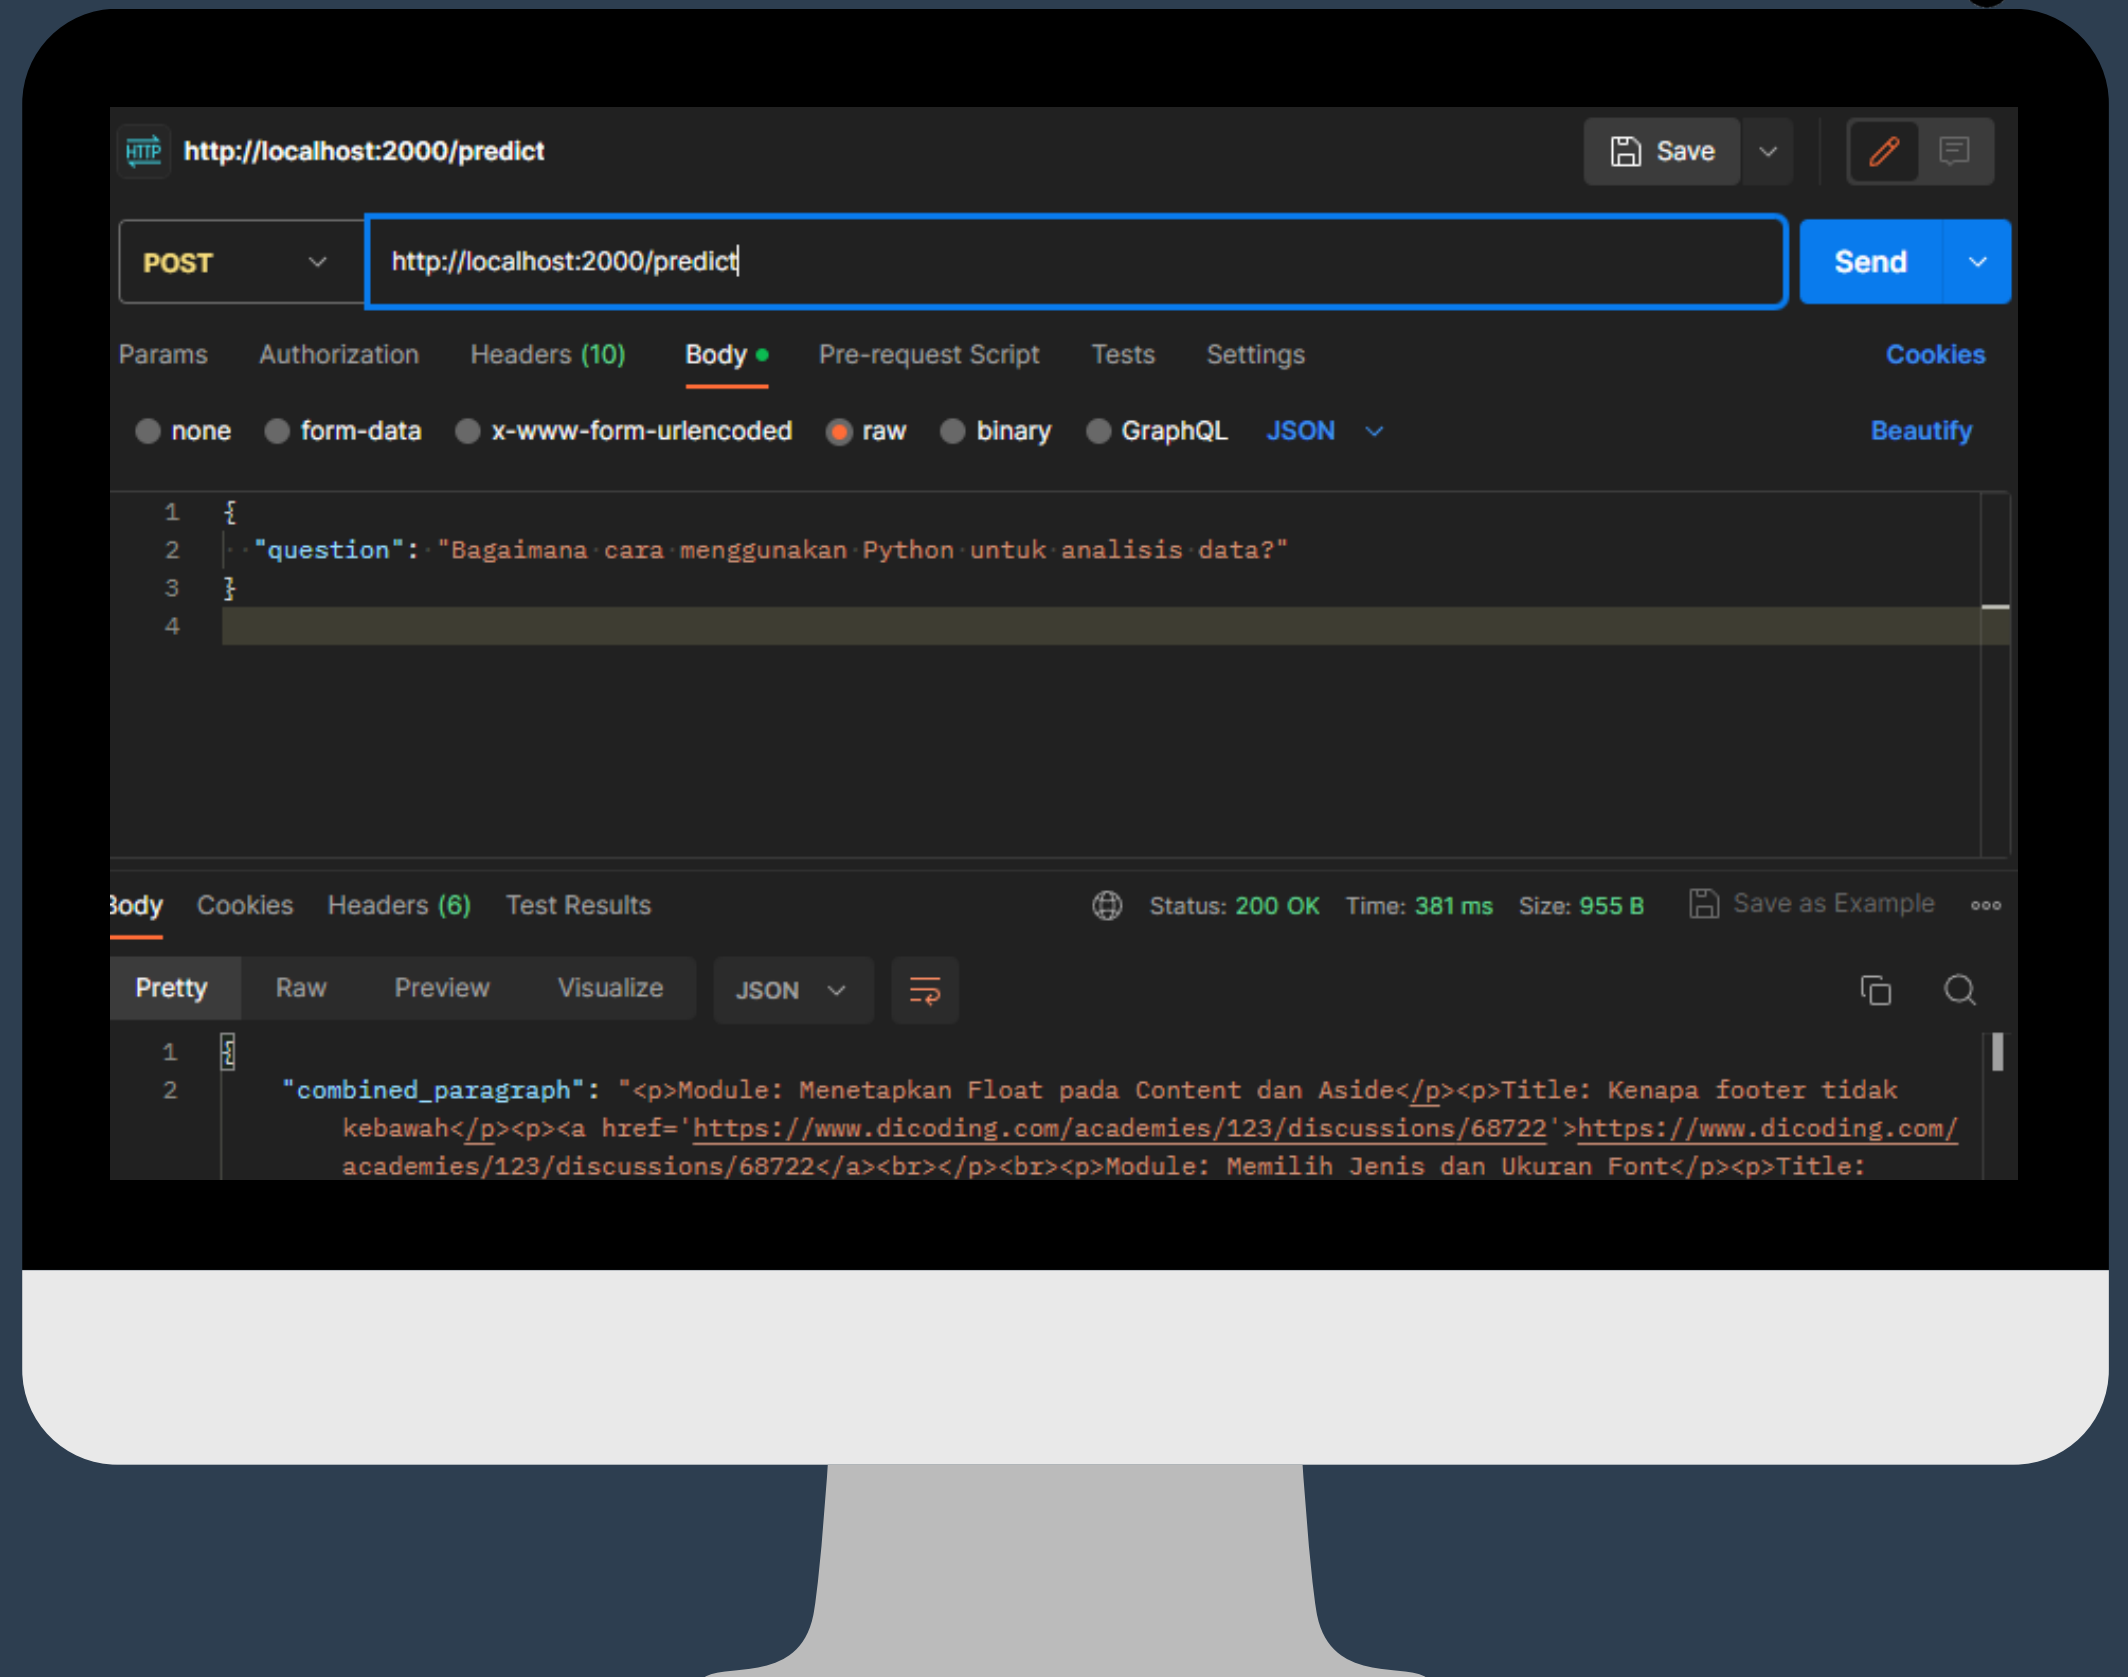 HTTP http://localhost:2000/predict Save
POST http://localhost:2000/predict Send
Params Authorization Headers (10) Body Pre-request Script Tests Settings Cookies
none form-data x-www-form-urlencoded raw binary GraphQL JSON Beautify
1 {
2 "question": "Bagaimana cara menggunakan Python untuk analisis data?"
3 }
4
Body Cookies Headers (6) Test Results Status: 200 OK Time: 381 ms Size: 955 B Save as Example
Pretty Raw Preview Visualize JSON
1 {
2 "combined_paragraph": "<p>Module: Menetapkan Float pada Content dan Aside</p><p>Title: Kenapa footer tidak
kebawah</p><p><a href='https://www.dicoding.com/academies/123/discussions/68722'>https://www.dicoding.com/
academies/123/discussions/68722</a><br></p><br><p>Module: Memilih Jenis dan Ukuran Font</p><p>Title: